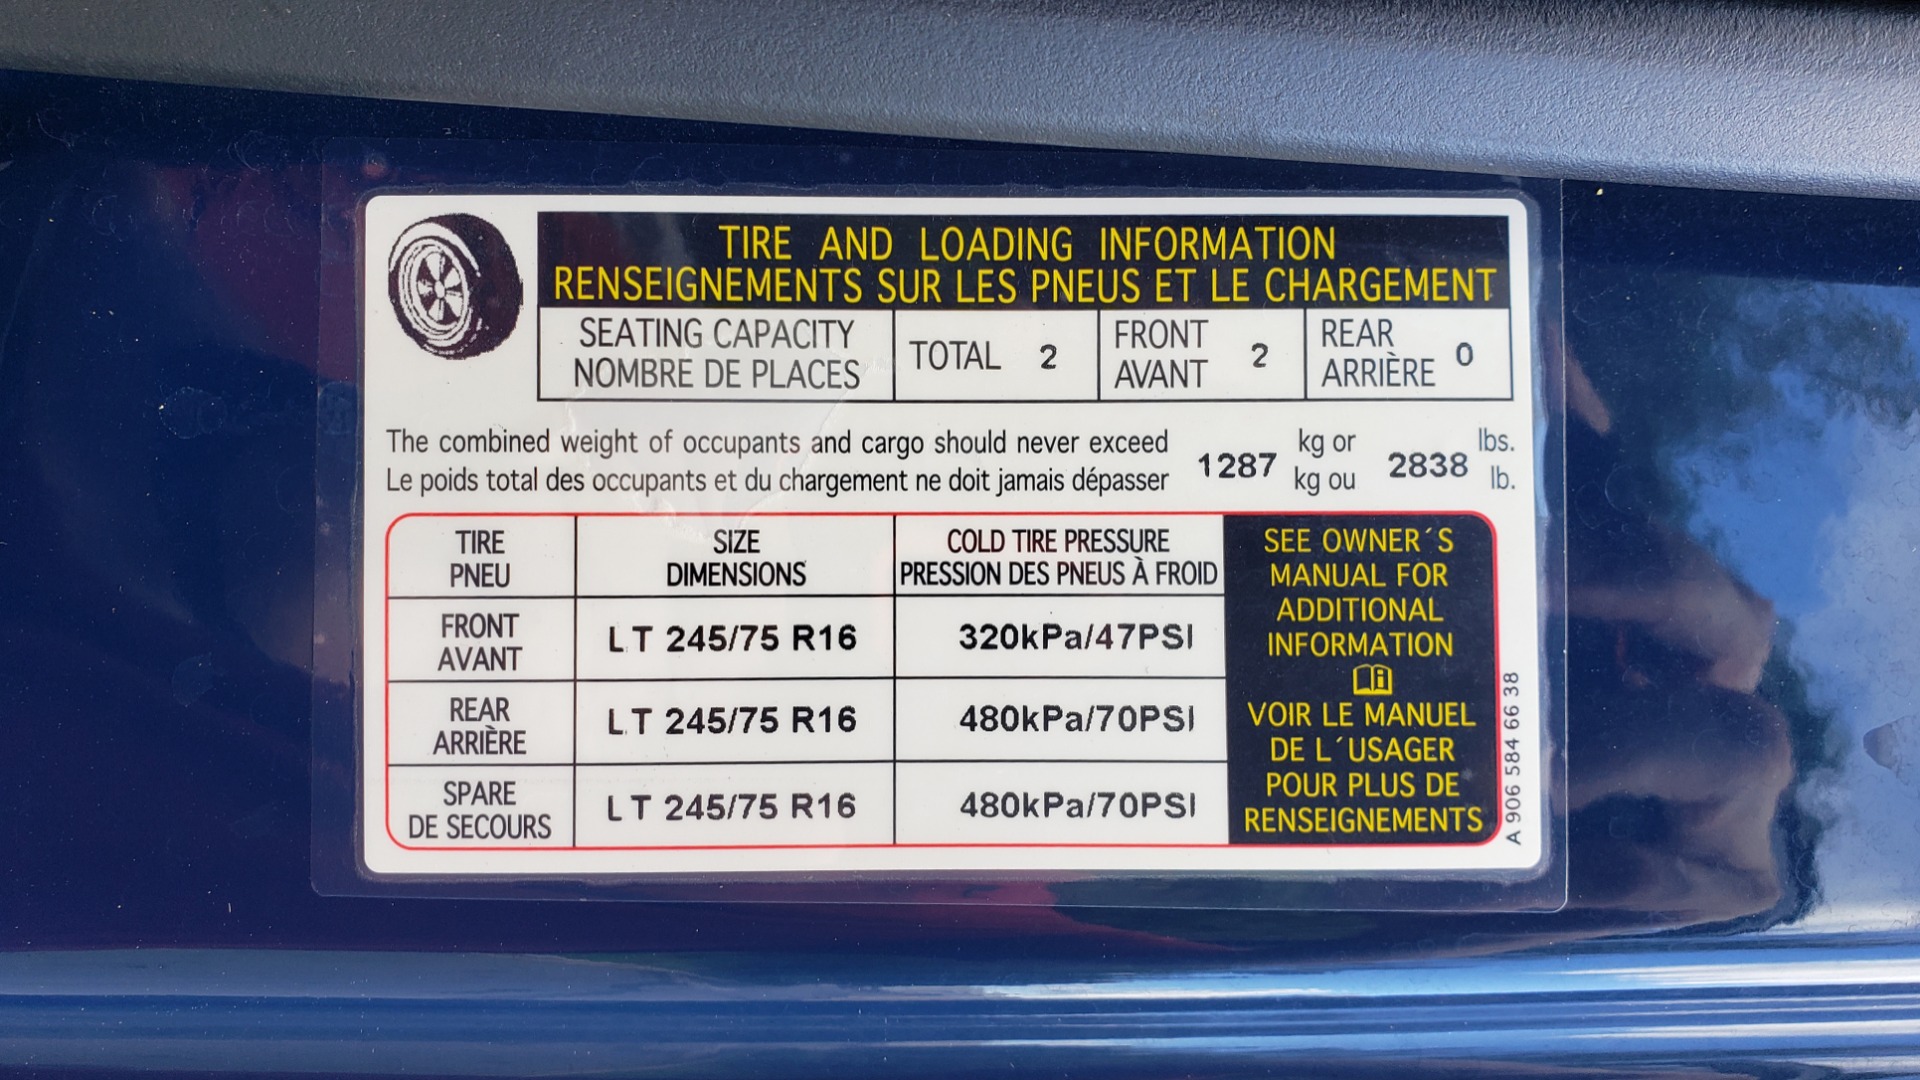 TIRE AND LOADING INFORMATION
RENSEIGNEMENTS SUR LES PNEUS ET LE CHARGEMENT
SEATING CAPACITY
NOMBRE DE PLACES
TOTAL 2
FRONT
AVANT
2
REAR
ARRIÈRE
0
The combined weight of occupants and cargo should never exceed
Le poids total des occupants et du chargement ne doit jamais dépasser
1287
kg or
kg ou
2838
lbs.
lb.
TIRE
PNEU
SIZE
DIMENSIONS
COLD TIRE PRESSURE
PRESSION DES PNEUS À FROID
FRONT
AVANT
LT 245/75 R16
320kPa/47PSI
REAR
ARRIÈRE
LT 245/75 R16
480kPa/70PSI
SPARE
DE SECOURS
LT 245/75 R16
480kPa/70PSI
SEE OWNER´S
MANUAL FOR
ADDITIONAL
INFORMATION
VOIR LE MANUEL
DE L´USAGER
POUR PLUS DE
RENSEIGNEMENTS
A 906 584 66 38